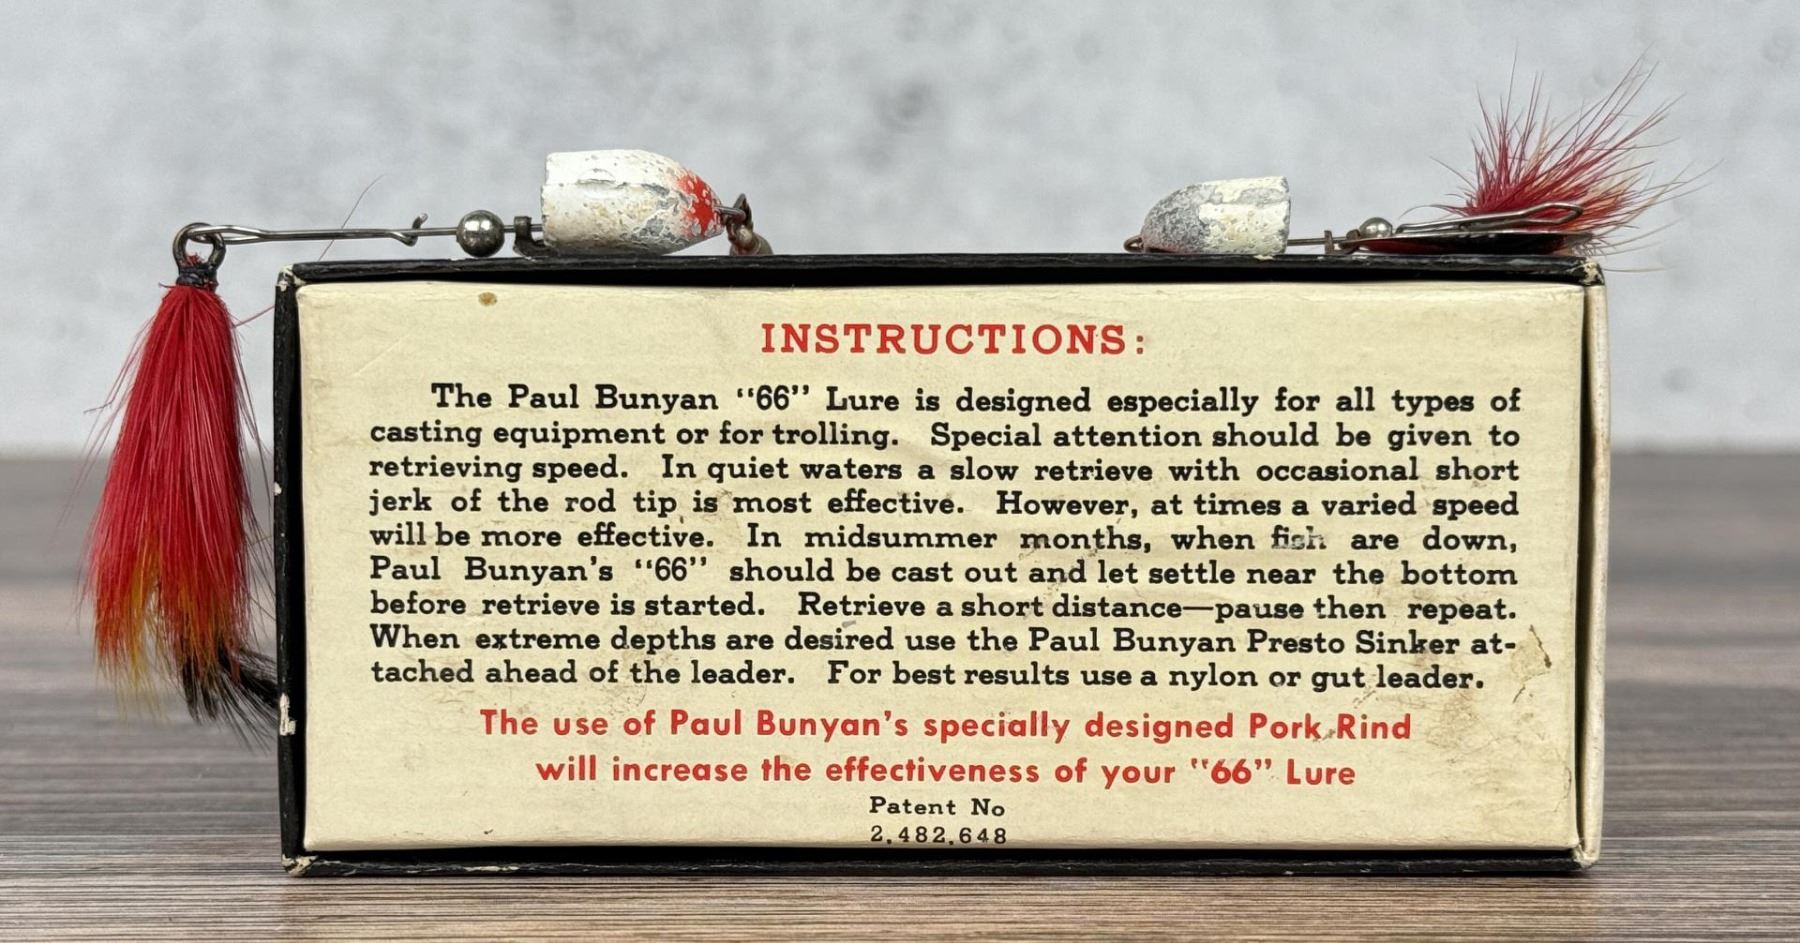 INSTRUCTIONS:
The Paul Bunyan “66” Lure is designed especially for all types of
casting equipment or for trolling. Special attention should be given to
retrieving speed. In quiet waters a slow retrieve with occasional short
jerk of the rod tip is most effective. However, at times a varied speed
will be more effective. In midsummer months, when fish are down,
Paul Bunyan’s “66” should be cast out and let settle near the bottom
before retrieve is started. Retrieve a short distance—pause then repeat.
When extreme depths are desired use the Paul Bunyan Presto Sinker at-
tached ahead of the leader. For best results use a nylon or gut leader.
The use of Paul Bunyan’s specially designed Pork Rind
will increase the effectiveness of your “66” Lure
Patent No
2,482,648